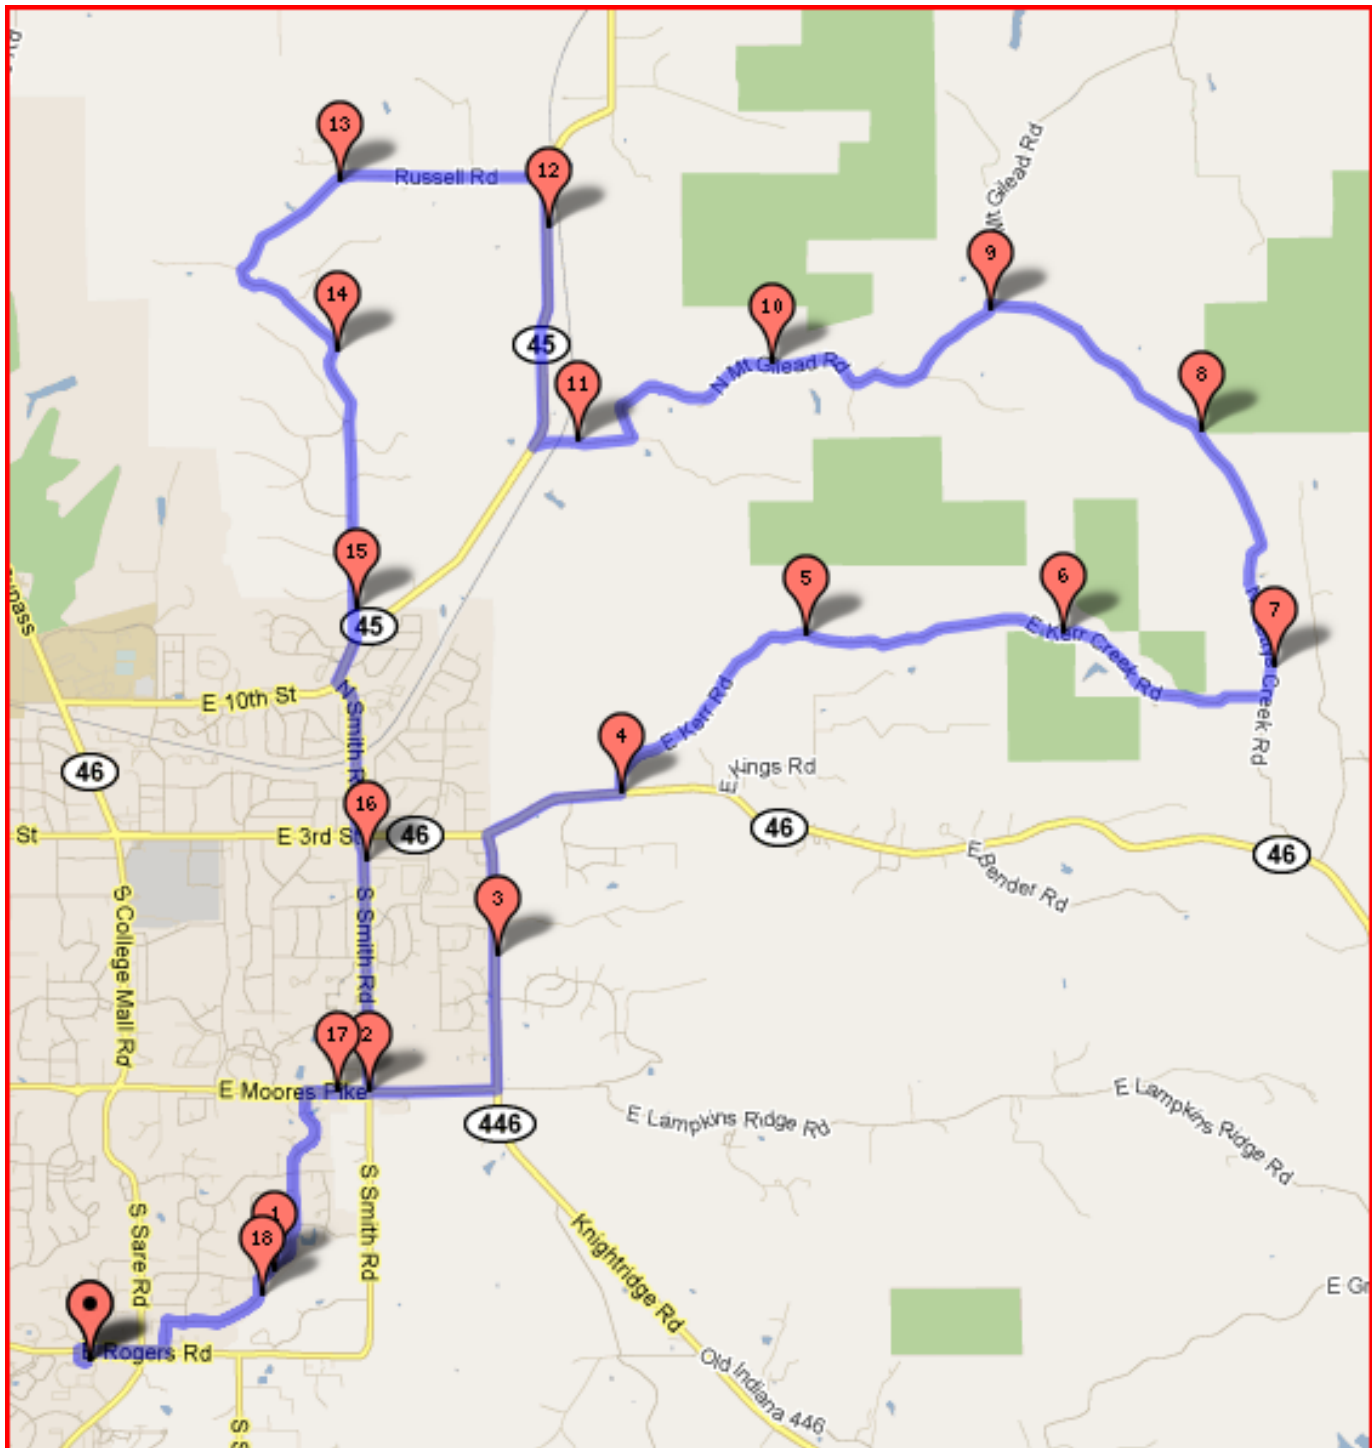 Rd
13
Russell Rd
12
Mt Gilead Rd
9
14
10
45
N Mt Gilead Rd
11
8
15
5
6
7
45
E Kerr Creek Rd
Creek Rd
E 10th St
N Smith R
E Kerr Rd
4
46
ings Rd
16
St
E 3rd St
46
46
46
E Bender Rd
3
S College Mall Rd
S Smith Rd
17
2
E Moores Pike
446
E Lampkins Ridge Rd
E Lampkins Ridge Rd
S Smith Rd
1
18
S Sare Rd
Knightridge Rd
E Gr
E Rogers Rd
Old Indiana 446